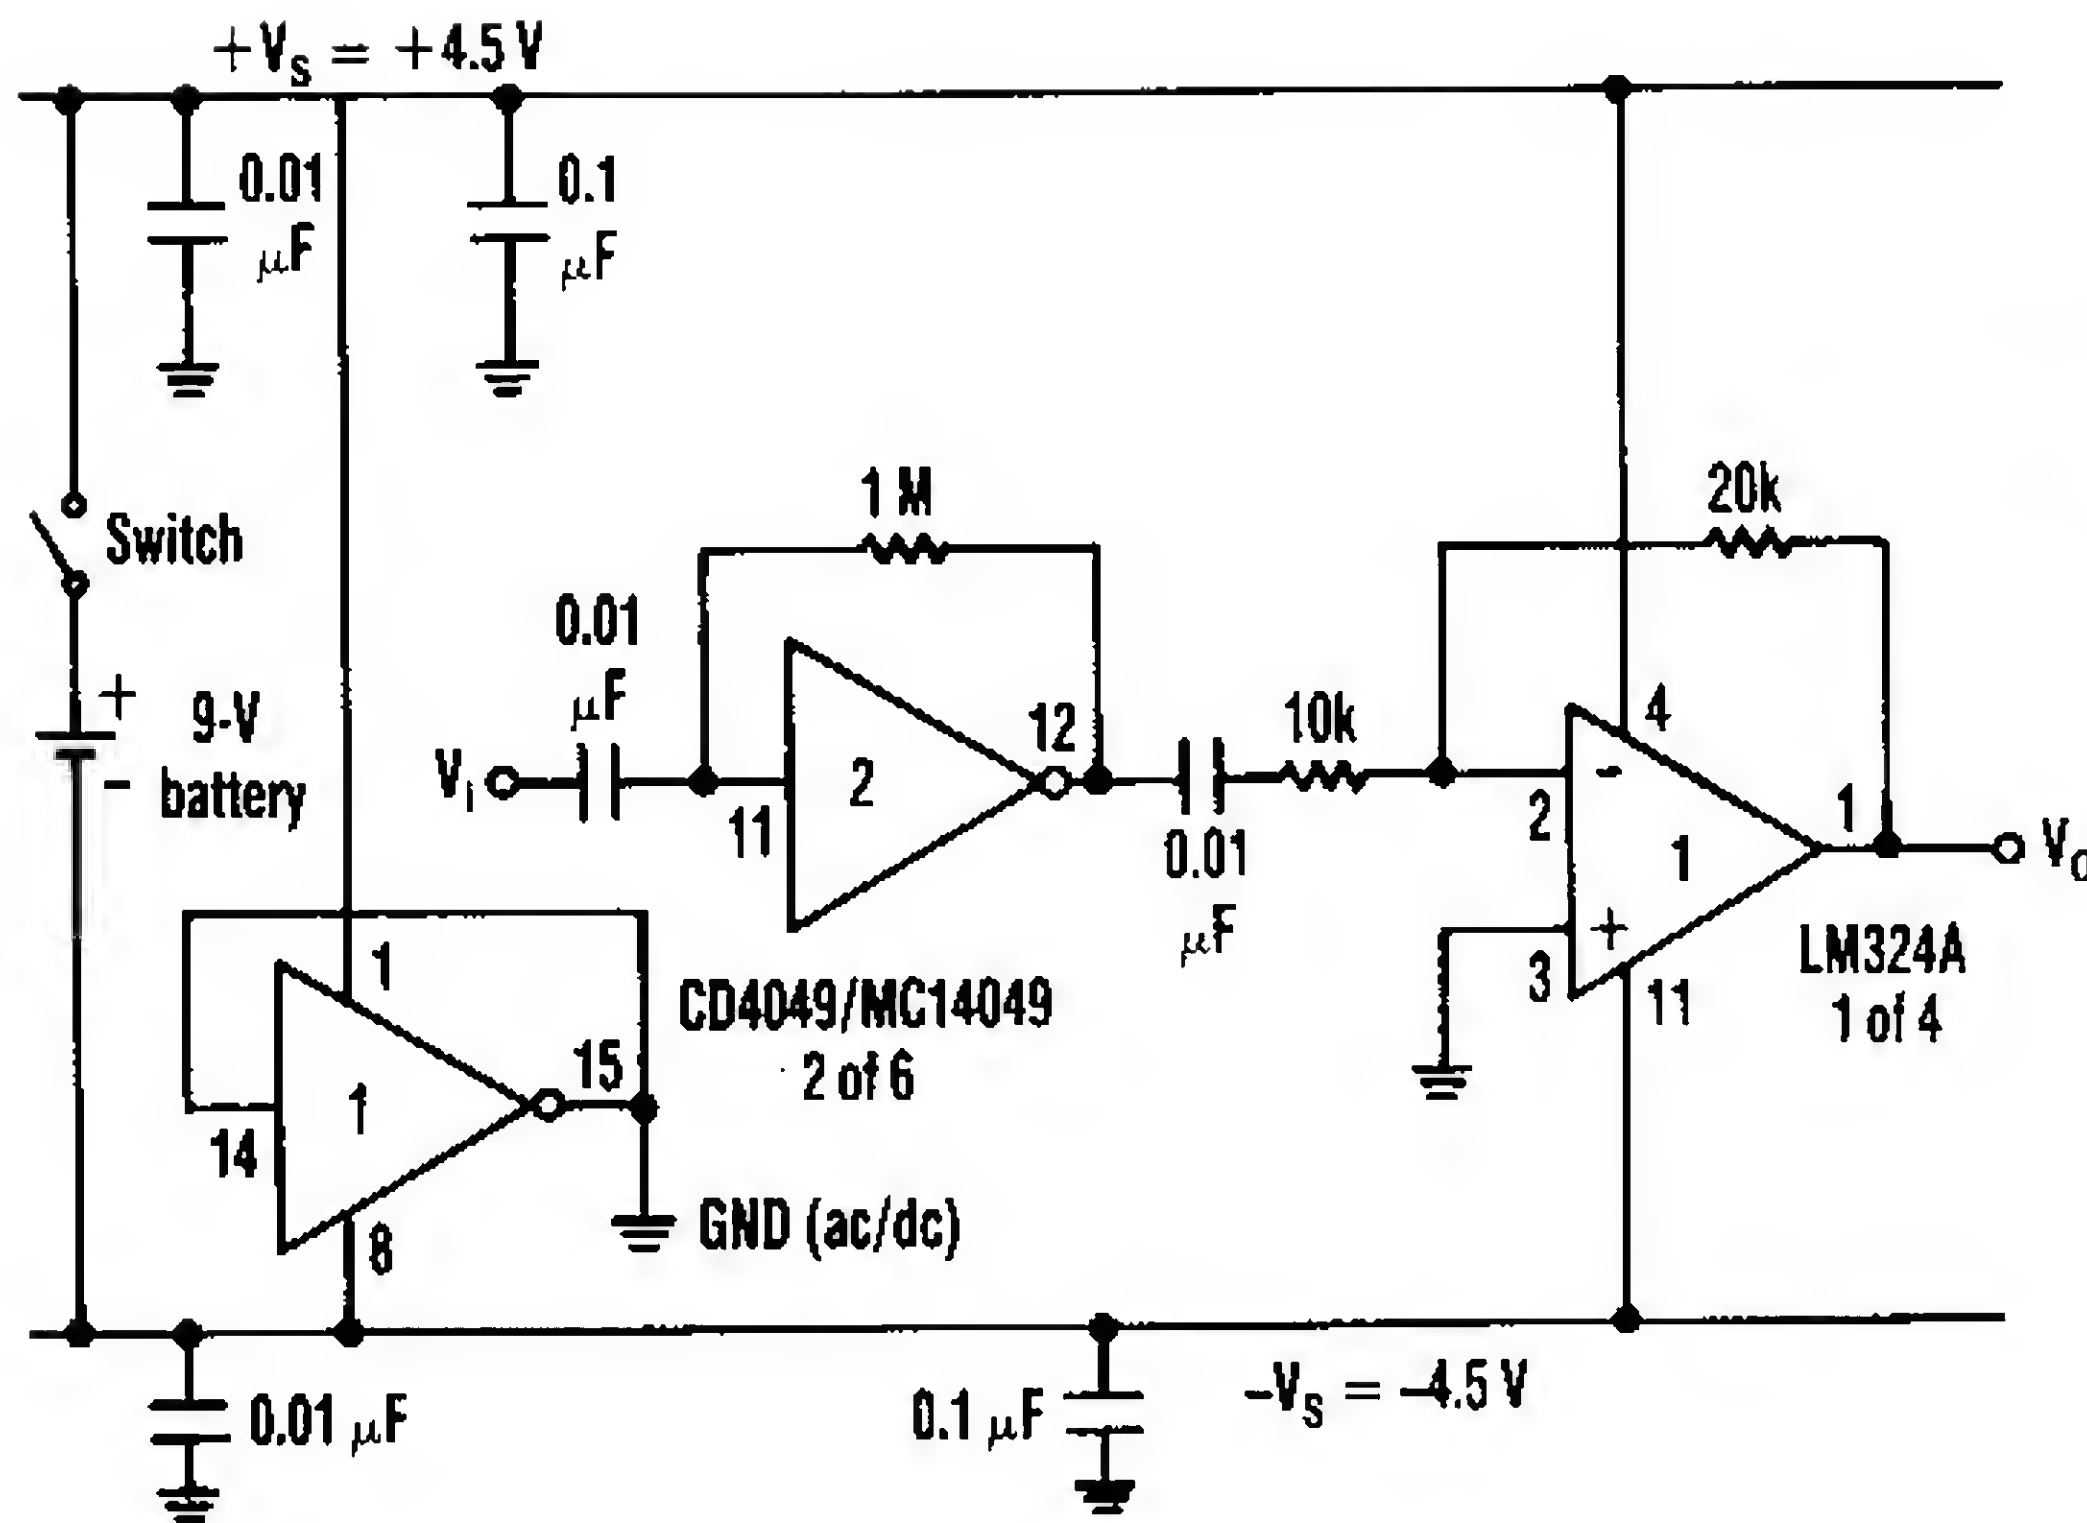 +Vs = +4.5 V
0.01
μF
0.1
μF
1 M
20k
Switch
0.01
μF
+
9-V
battery
-
Vi
11
2
12
0.01
μF
10k
2
-
4
1
1
Vo
+
3
11
LM324A
1 of 4
1
CD4049/MC14049
2 of 6
15
1
14
8
GND (ac/dc)
0.01 μF
0.1 μF
-Vs = -4.5 V